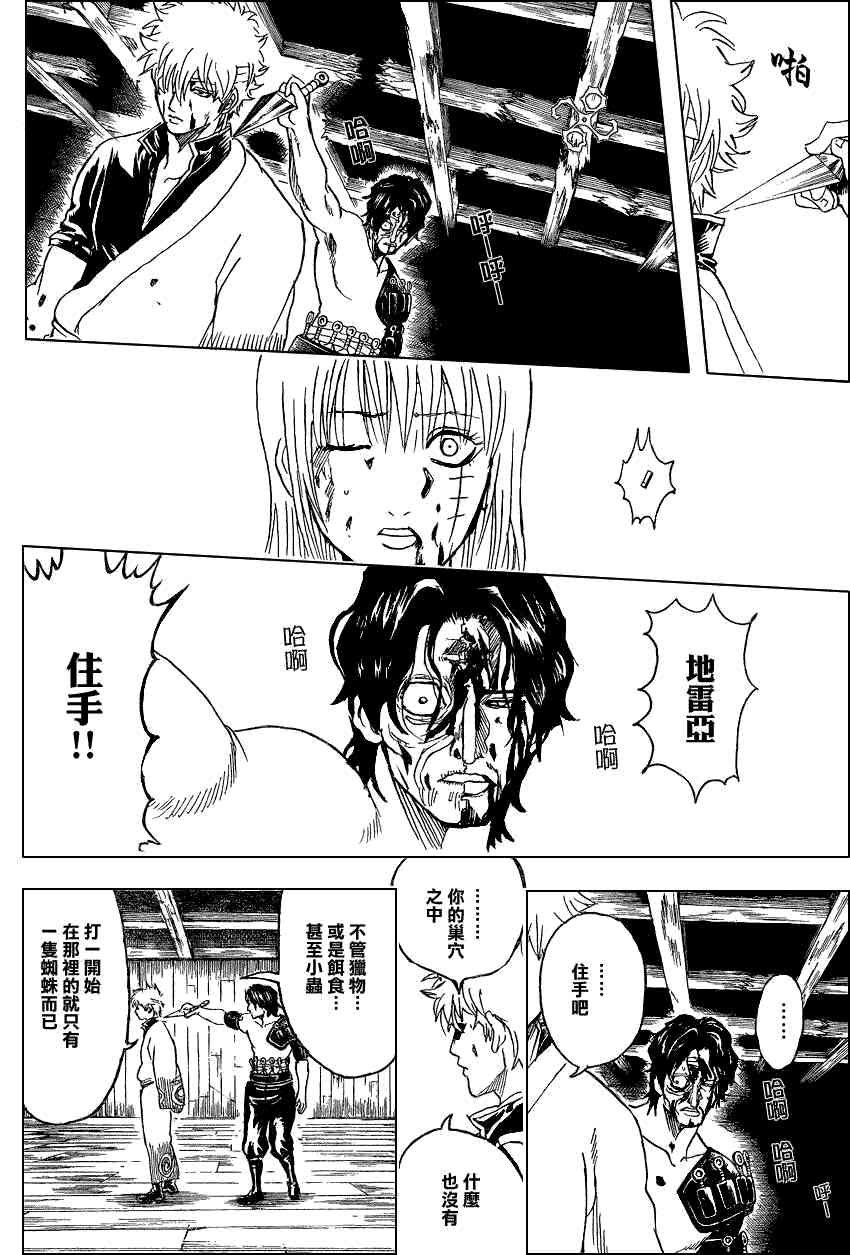 啪
哈啊
呼ー
呼ー
地雷亞
哈啊
哈啊
住手!!
……
……
住手吧
哈啊
哈啊
呼ー
………
你的巢穴
之中
什麼
也沒有
不管獵物…
或是餌食…
甚至小蟲
打一開始
在那裡的就只有
一隻蜘蛛而已